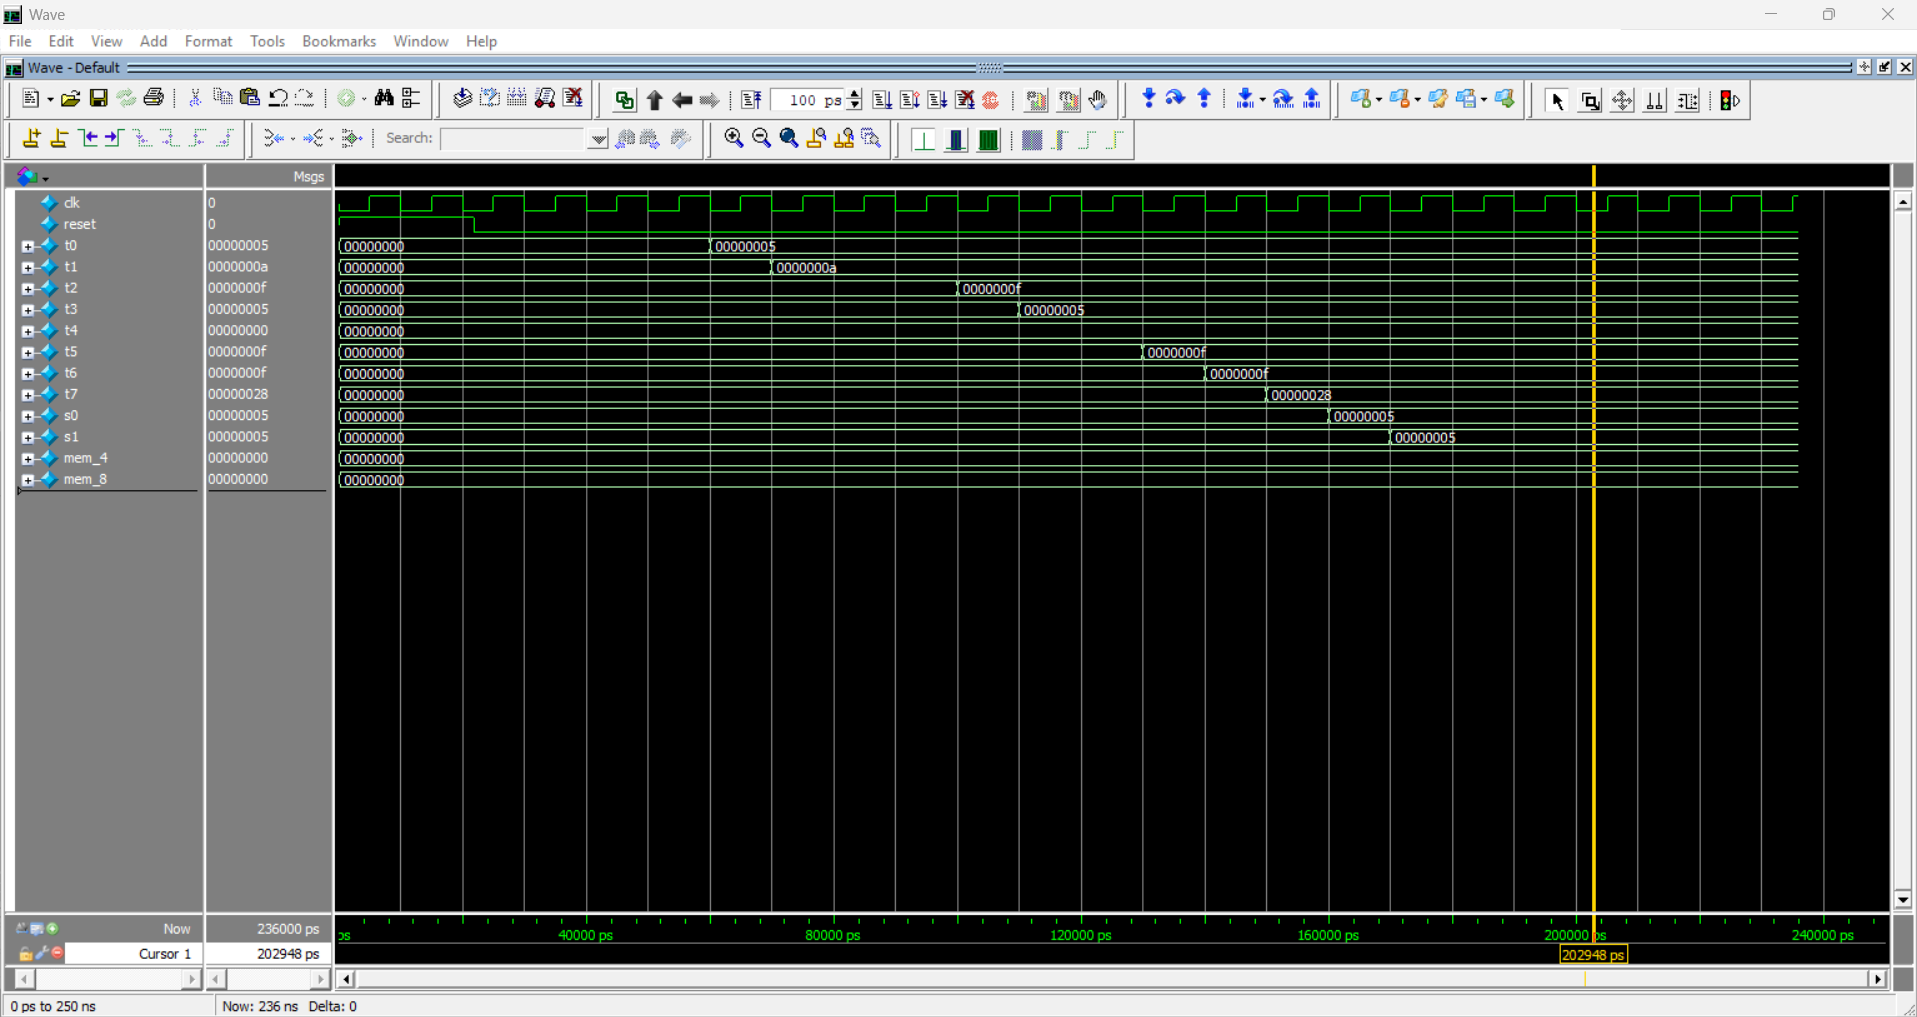 Wave
File Edit View Add Format Tools Bookmarks Window Help
Wave - Default
100 ps
Search:
Msgs
clk 0
reset 0
t0 00000005 00000000 00000005
t1 0000000a 00000000 0000000a
t2 0000000f 00000000 0000000f
t3 00000005 00000000 00000005
t4 00000000 00000000
t5 0000000f 00000000 0000000f
t6 0000000f 00000000 0000000f
t7 00000028 00000000 00000028
s0 00000005 00000000 00000005
s1 00000005 00000000 00000005
mem_4 00000000 00000000
mem_8 00000000 00000000
Now 236000 ps ps 40000 ps 80000 ps 120000 ps 160000 ps 200000 ps 240000 ps
Cursor 1 202948 ps 202948 ps
0 ps to 250 ns Now: 236 ns Delta: 0